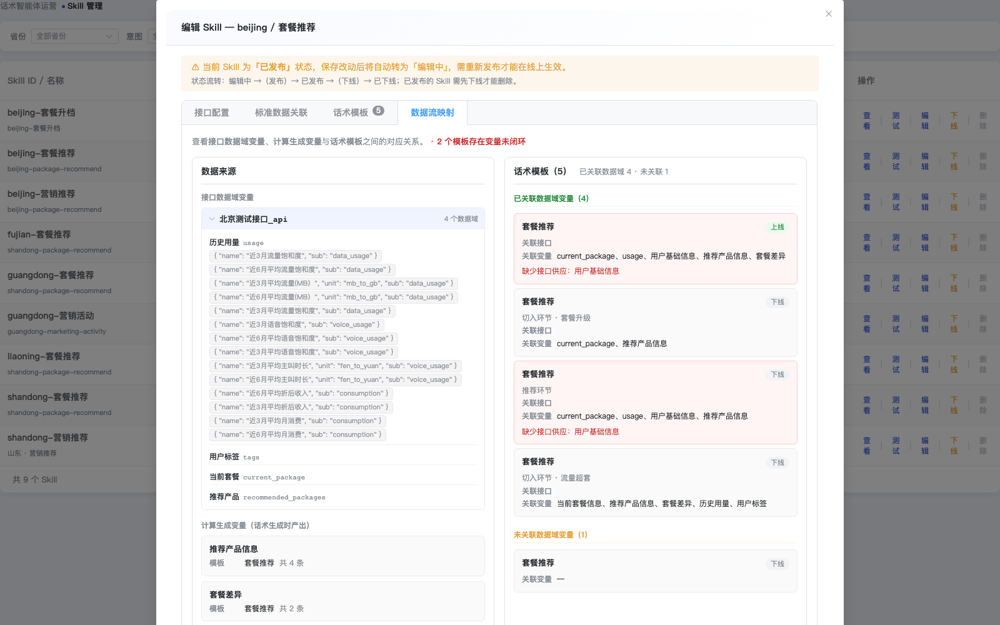 话术智能体运营 • Skill 管理
省份 全部省份 意图
Skill ID / 名称
操作
beijing-套餐升档
beijing-套餐升档
beijing-套餐推荐
beijing-package-recommend
beijing-营销推荐
beijing-package-recommend
fujian-套餐推荐
shandong-package-recommend
guangdong-套餐推荐
shandong-package-recommend
guangdong-营销活动
guangdong-marketing-activity
liaoning-套餐推荐
shandong-package-recommend
shandong-套餐推荐
shandong-package-recommend
shandong-营销推荐
山东 · 营销推荐
共 9 个 Skill
编辑 Skill — beijing / 套餐推荐
当前 Skill 为「已发布」状态，保存改动后将自动转为「编辑中」，需重新发布才能在线上生效。
状态流转：编辑中 →（发布）→ 已发布 →（下线）→ 已下线；已发布的 Skill 需先下线才能删除。
接口配置 标准数据关联 话术模板 5 数据流映射
查看接口数据域变量、计算生成变量与话术模板之间的对应关系。 · 2 个模板存在变量未闭环
数据来源
接口数据域变量
北京测试接口_api 4 个数据域
历史用量 usage
{ "name": "近3月流量饱和度", "sub": "data_usage" }
{ "name": "近6月平均流量饱和度", "sub": "data_usage" }
{ "name": "近3月平均流量(MB）", "unit": "mb_to_gb", "sub": "data_usage" }
{ "name": "近6月平均流量(MB）", "unit": "mb_to_gb", "sub": "data_usage" }
{ "name": "近3月平均流量饱和度", "sub": "data_usage" }
{ "name": "近3月语音饱和度", "sub": "voice_usage" }
{ "name": "近6月平均语音饱和度", "sub": "voice_usage" }
{ "name": "近3月平均语音饱和度", "sub": "voice_usage" }
{ "name": "近3月平均主叫时长", "unit": "fen_to_yuan", "sub": "voice_usage" }
{ "name": "近6月平均主叫时长", "unit": "fen_to_yuan", "sub": "voice_usage" }
{ "name": "近6月平均折后收入", "sub": "consumption" }
{ "name": "近3月平均折后收入", "sub": "consumption" }
{ "name": "近3月平均月消费", "sub": "consumption" }
{ "name": "近6月平均月消费", "sub": "consumption" }
用户标签 tags
当前套餐 current_package
推荐产品 recommended_packages
计算生成变量（话术生成时产出）
推荐产品信息
模板 套餐推荐 共 4 条
套餐差异
模板 套餐推荐 共 2 条
话术模板（5） 已关联数据域 4 · 未关联 1
已关联数据域变量（4）
套餐推荐 上线
关联接口
关联变量 current_package、usage、用户基础信息、推荐产品信息、套餐差异
缺少接口供应：用户基础信息
套餐推荐 下线
切入环节 · 套餐升级
关联接口
关联变量 current_package、推荐产品信息
套餐推荐 下线
推荐环节
关联接口
关联变量 current_package、usage、用户基础信息、推荐产品信息
缺少接口供应：用户基础信息
套餐推荐 下线
切入环节 · 流量超套
关联接口
关联变量 当前套餐信息、推荐产品信息、套餐差异、历史用量、用户标签
未关联数据域变量（1）
套餐推荐 下线
关联变量 —
查看 测试 编辑 下线 删除
查看 测试 编辑 下线 删除
查看 测试 编辑 下线 删除
查看 测试 编辑 下线 删除
查看 测试 编辑 下线 删除
查看 测试 编辑 下线 删除
查看 测试 编辑 下线 删除
查看 测试 编辑 下线 删除
查看 测试 编辑 下线 删除